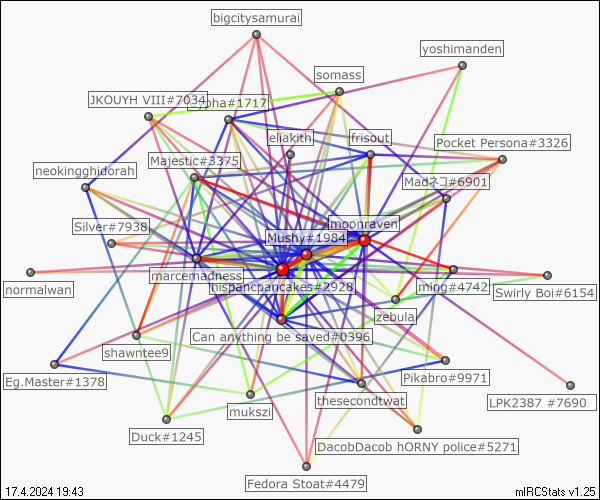 bigcitysamurai
yoshimanden
somass
JKOUYH VIII#7034
cypha#1717
eliakith
frisout
Pocket Persona#3326
Majestic#3375
neokingghidorah
Madネコ#6901
Silver#7938
moonraven
Mushy#1984
marcemadness
hispancpancakes#2928
ming#4742
normalwan
Swirly Boi#6154
zebula
Can anything be saved#0396
shawntee9
Pikabro#9971
Eg.Master#1378
thesecondtwat
LPK2387 #7690
mukszi
Duck#1245
DacobDacob hORNY police#5271
Fedora Stoat#4479
17.4.2024 19:43
mIRCStats v1.25